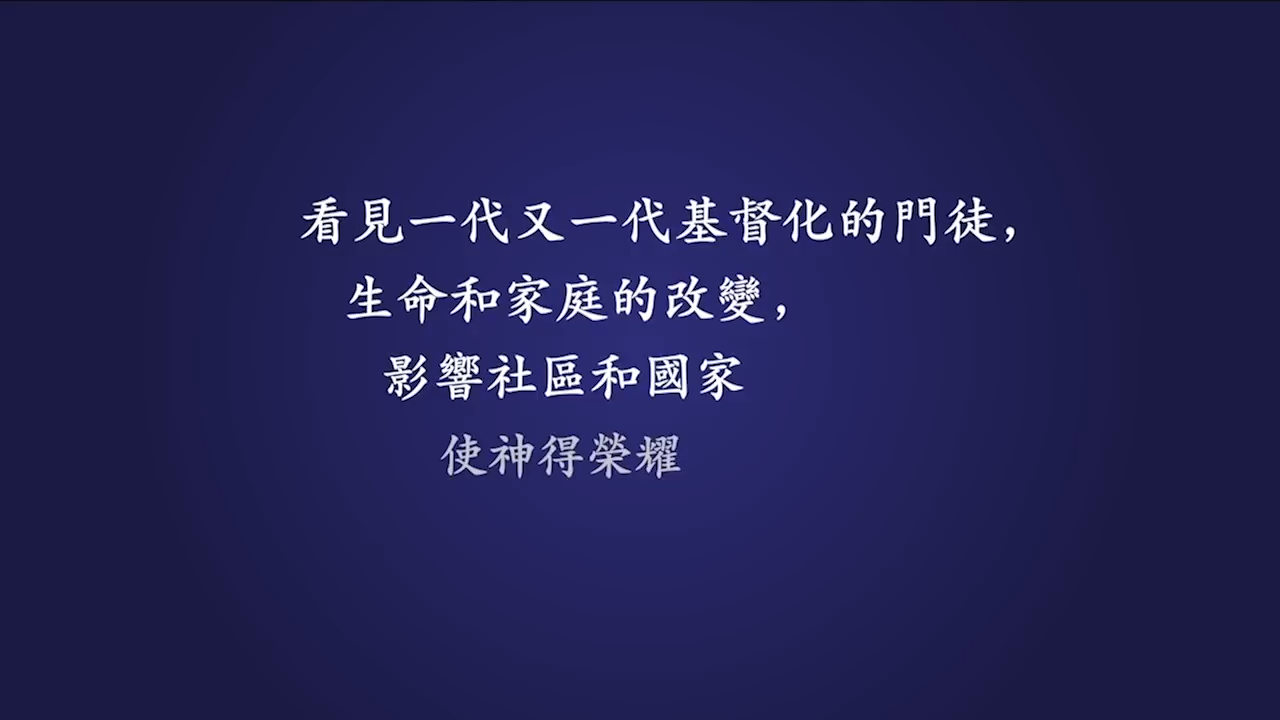 看見一代又一代基督化的門徒，
生命和家庭的改變，
影響社區和國家
使神得榮耀